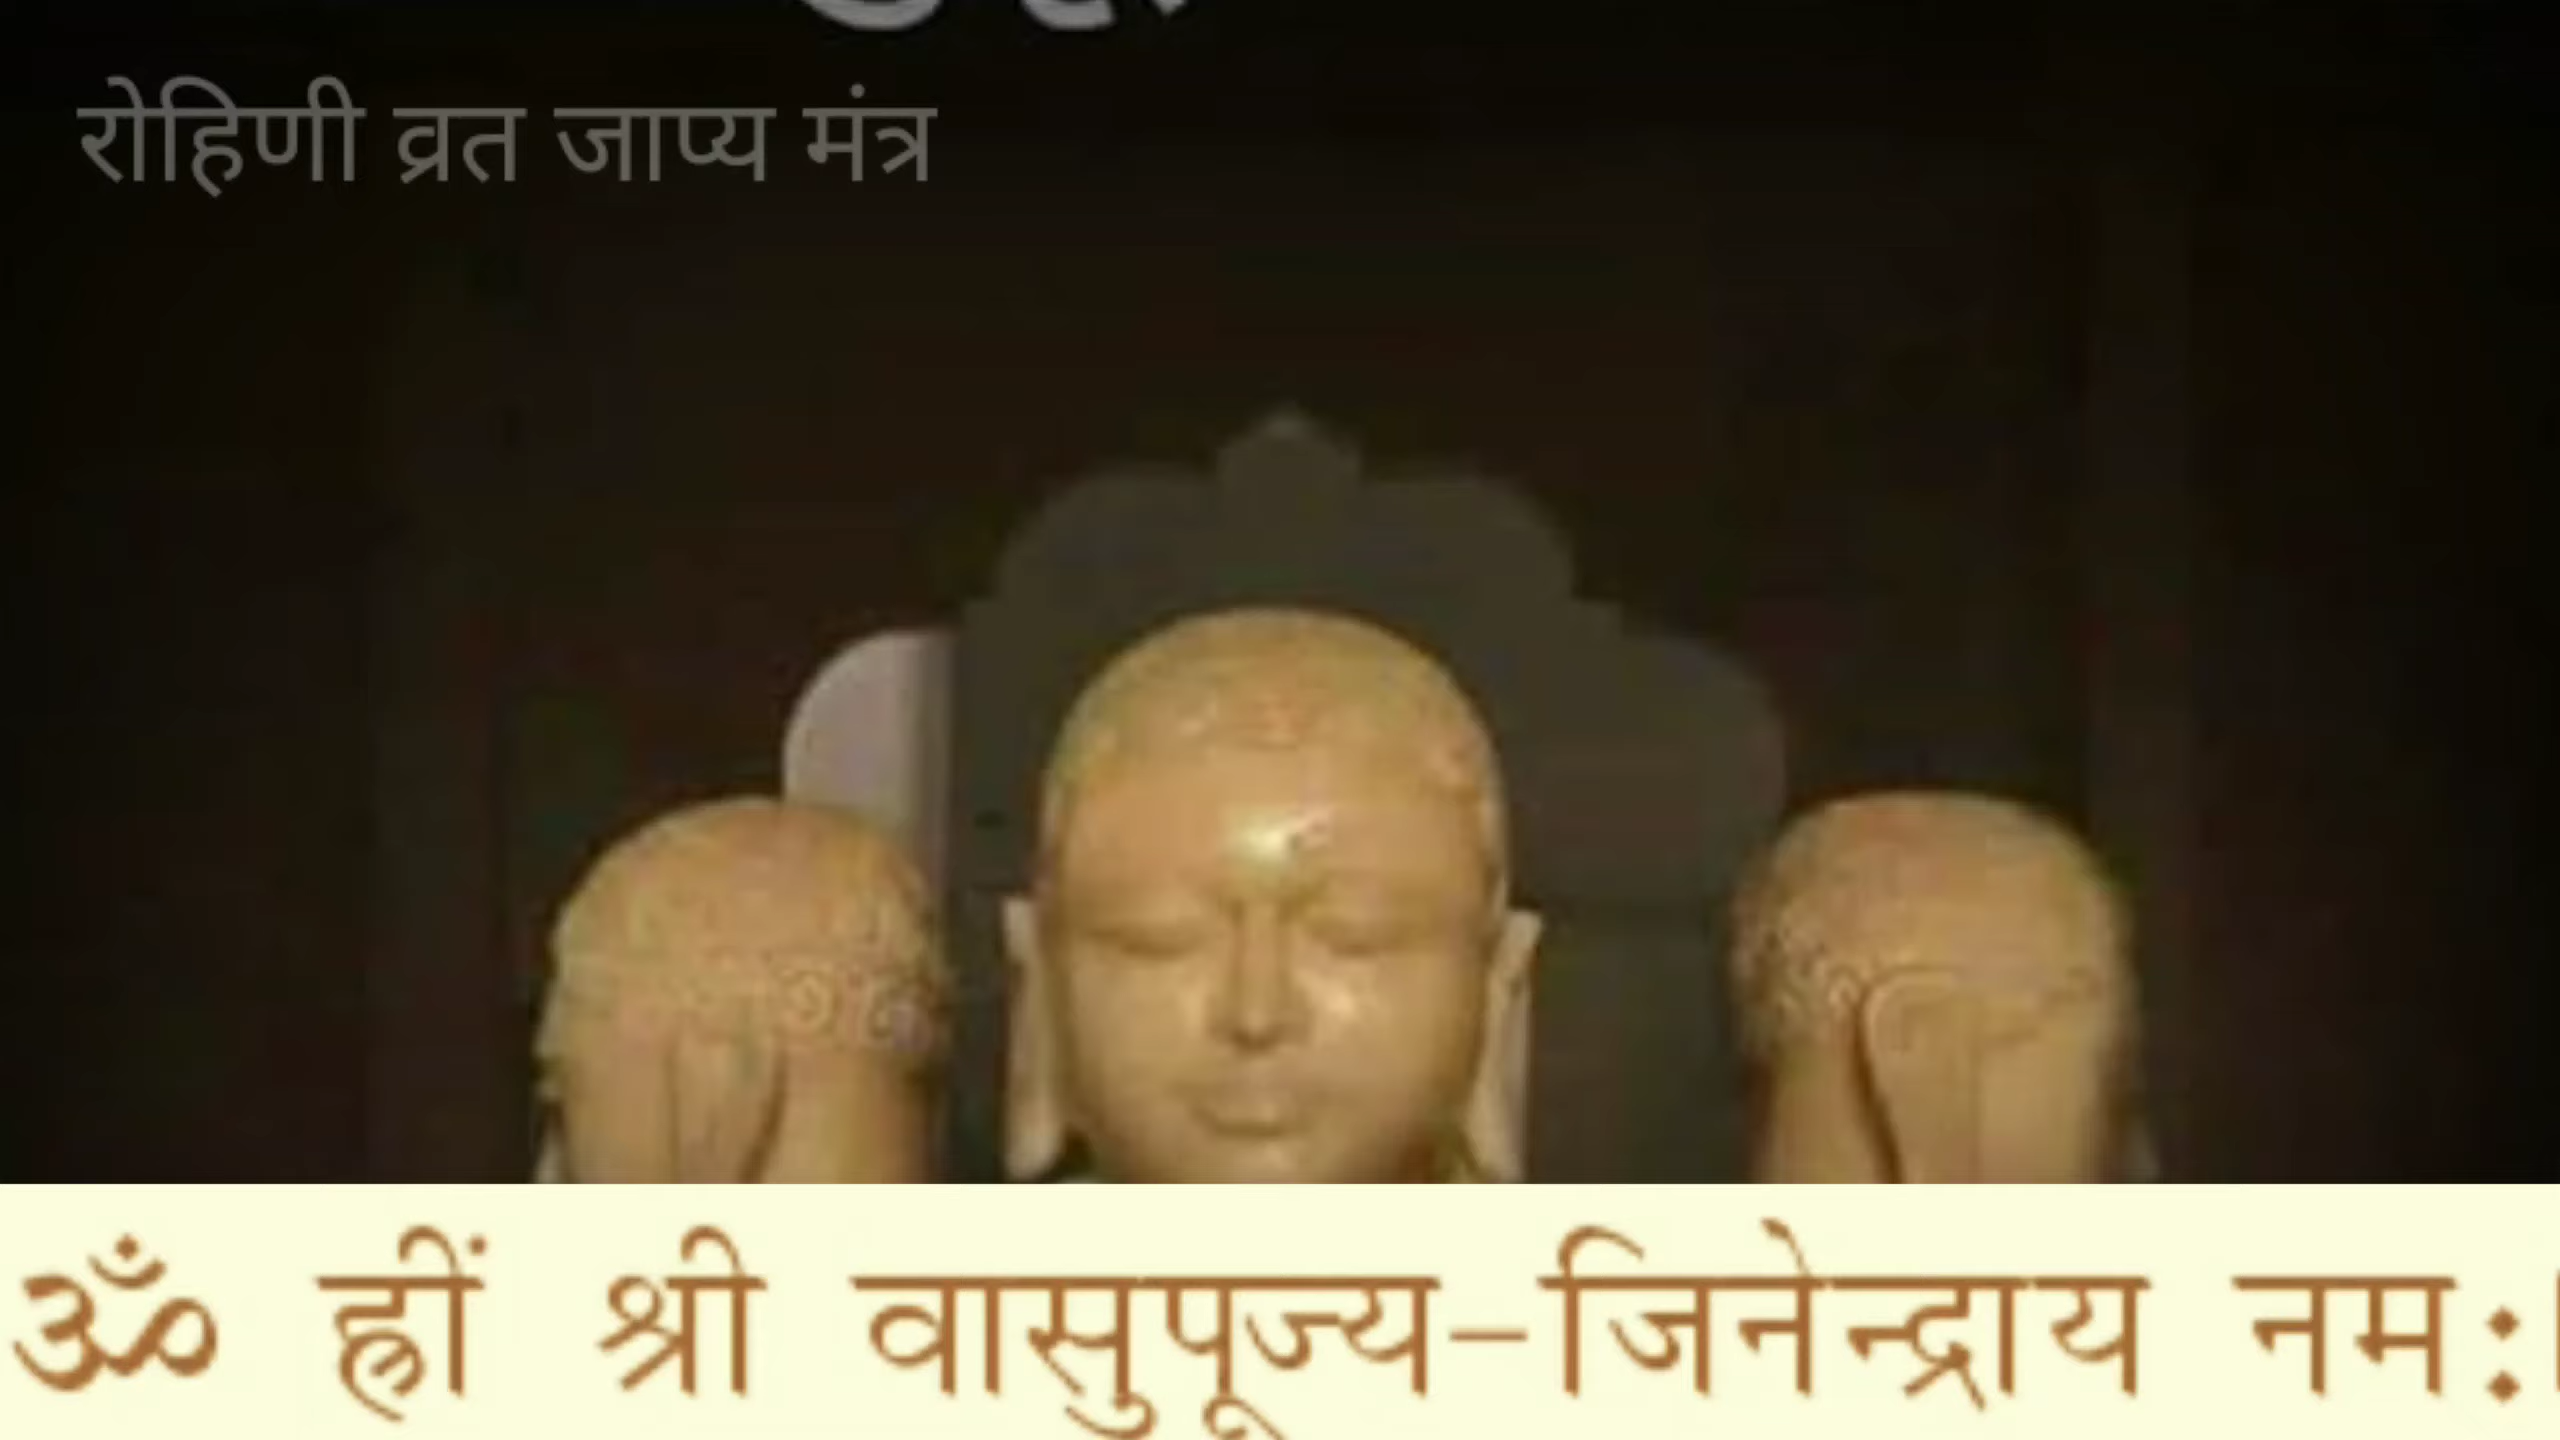 रोहिणी व्रत जाप्य मंत्र
ॐ ह्रीं श्री वासुपूज्य-जिनेन्द्राय नमः।